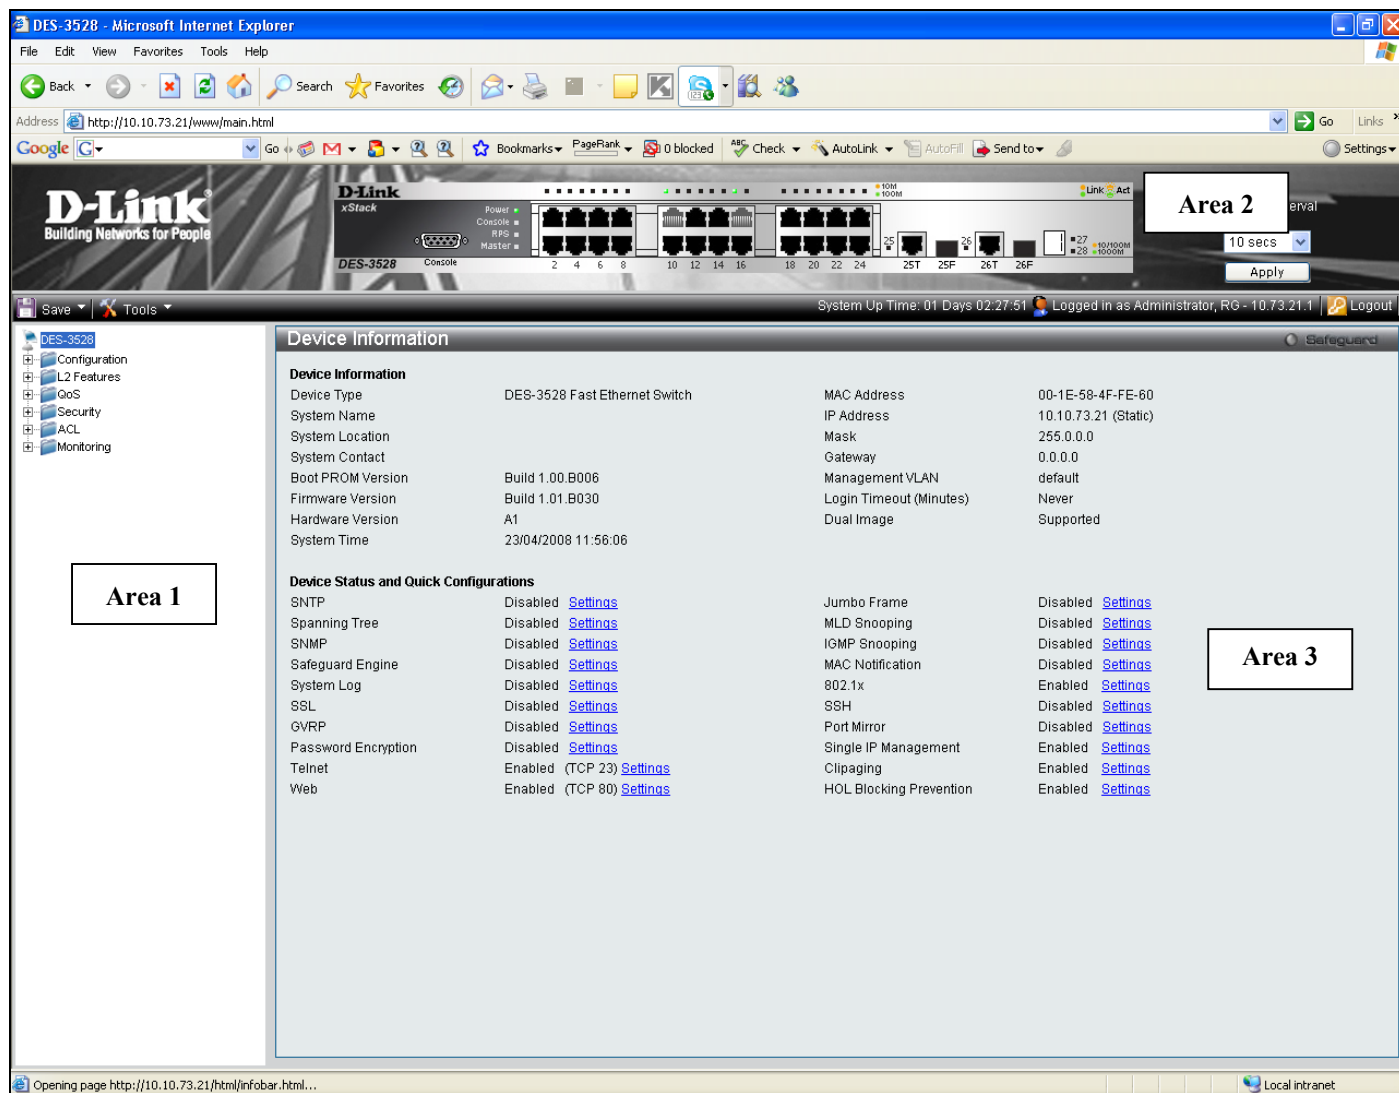 DES-3528 - Microsoft Internet Explorer
File Edit View Favorites Tools Help
Back Search Favorites
Address http://10.10.73.21/www/main.html Go Links
Google G Go Bookmarks PageRank 0 blocked ABC Check AutoLink AutoFill Send to Settings
D-Link
Building Networks for People
D-Link
xStack
Power
Console
RPS
Master
10M
100M
Link Act
DES-3528 Console
2 4 6 8 10 12 14 16 18 20 22 24
25 26
25T 25F 26T 26F
27 10/100M
28 1000M
Area 2
erval
10 secs
Apply
Save Tools
System Up Time: 01 Days 02:27:51 Logged in as Administrator, RG - 10.73.21.1 Logout
DES-3528
Configuration
L2 Features
QoS
Security
ACL
Monitoring
Area 1
Device Information Safeguard
Device Information
Device Type DES-3528 Fast Ethernet Switch MAC Address 00-1E-58-4F-FE-60
System Name IP Address 10.10.73.21 (Static)
System Location Mask 255.0.0.0
System Contact Gateway 0.0.0.0
Boot PROM Version Build 1.00.B006 Management VLAN default
Firmware Version Build 1.01.B030 Login Timeout (Minutes) Never
Hardware Version A1 Dual Image Supported
System Time 23/04/2008 11:56:06
Device Status and Quick Configurations
SNTP Disabled Settings Jumbo Frame Disabled Settings
Spanning Tree Disabled Settings MLD Snooping Disabled Settings
SNMP Disabled Settings IGMP Snooping Disabled Settings
Safeguard Engine Disabled Settings MAC Notification Disabled Settings
System Log Disabled Settings 802.1x Enabled Settings
SSL Disabled Settings SSH Disabled Settings
GVRP Disabled Settings Port Mirror Disabled Settings
Password Encryption Disabled Settings Single IP Management Enabled Settings
Telnet Enabled (TCP 23) Settings Clipaging Enabled Settings
Web Enabled (TCP 80) Settings HOL Blocking Prevention Enabled Settings
Area 3
Opening page http://10.10.73.21/html/infobar.html... Local intranet